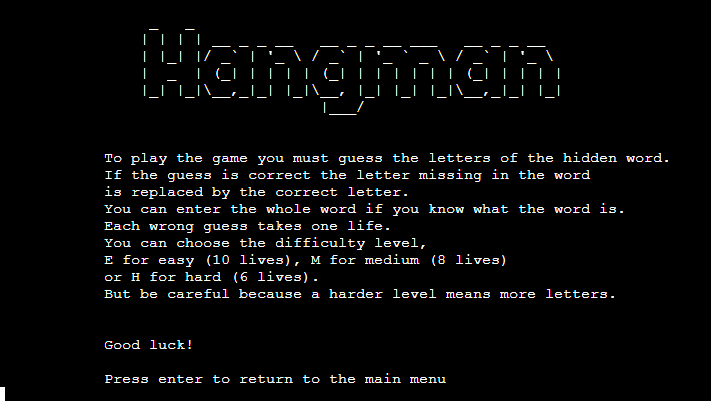 Hangman
To play the game you must guess the letters of the hidden word.
If the guess is correct the letter missing in the word
is replaced by the correct letter.
You can enter the whole word if you know what the word is.
Each wrong guess takes one life.
You can choose the difficulty level,
E for easy (10 lives), M for medium (8 lives)
or H for hard (6 lives).
But be careful because a harder level means more letters.
Good luck!
Press enter to return to the main menu